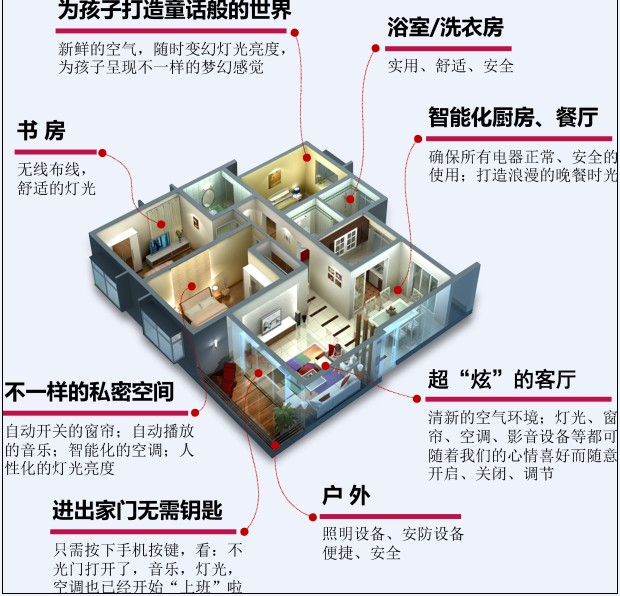 为孩子打造童话般的世界
新鲜的空气，随时变幻灯光亮度，
为孩子呈现不一样的梦幻感觉
浴室/洗衣房
实用、舒适、安全
智能化厨房、餐厅
确保所有电器正常、安全的
使用；打造浪漫的晚餐时光
书 房
无线布线，
舒适的灯光
超“炫”的客厅
清新的空气环境；灯光、窗
帘、空调、影音设备等都可
随着我们的心情喜好而随意
开启、关闭、调节
不一样的私密空间
自动开关的窗帘；自动播放
的音乐；智能化的空调；人
性化的灯光亮度
户 外
照明设备、安防设备
便捷、安全
进出家门无需钥匙
只需按下手机按键，看：不
光门打开了，音乐，灯光，
空调也已经开始“上班”啦